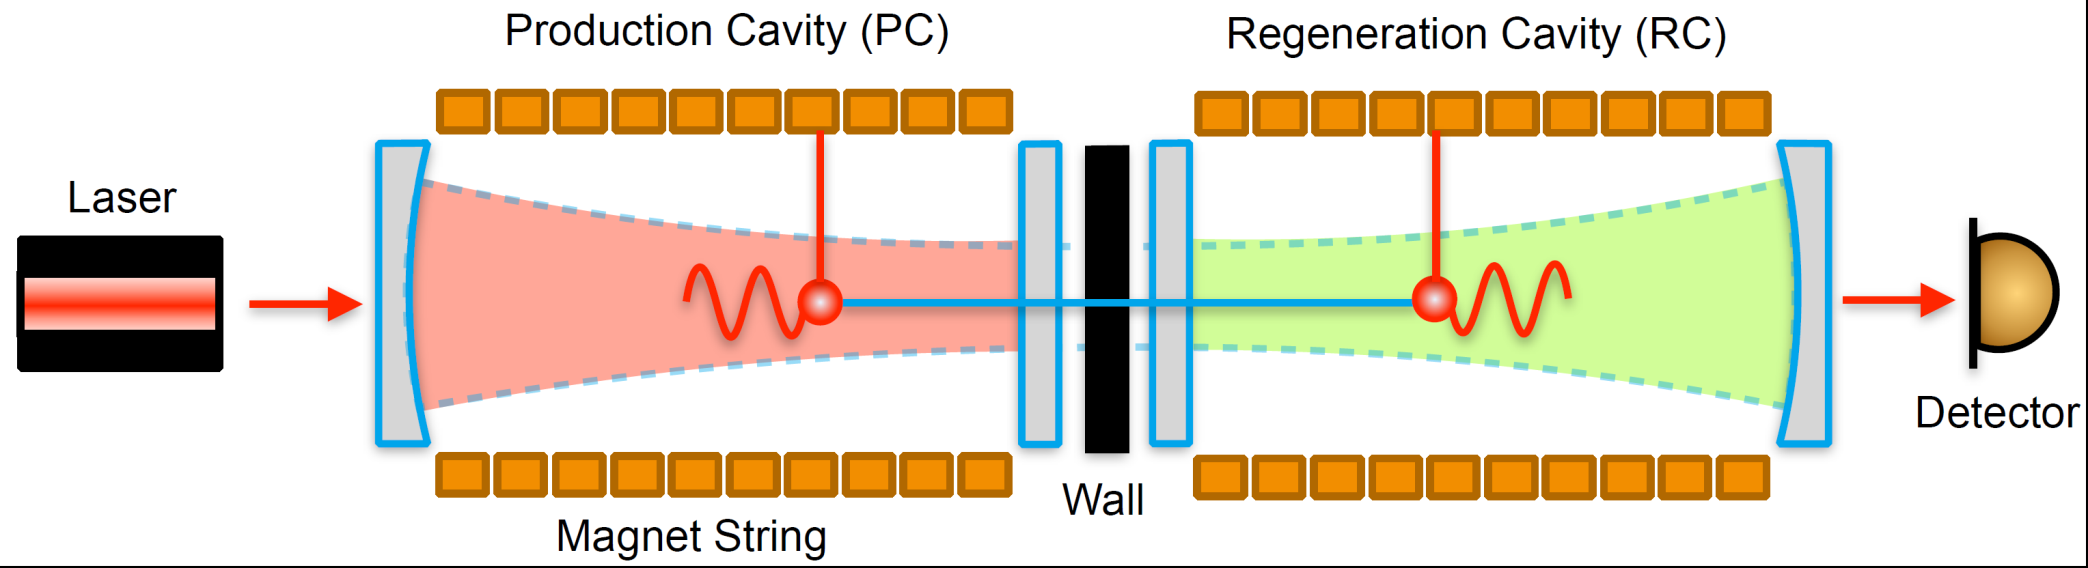 Production Cavity (PC)
Regeneration Cavity (RC)
Laser
Detector
Wall
Magnet String